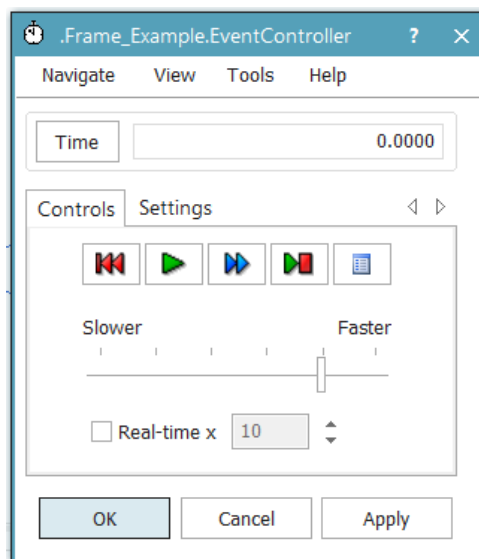 .Frame_Example.EventController ?
Navigate View Tools Help
Time 0.0000
Controls Settings
Slower Faster
Real-time x 10
OK Cancel Apply